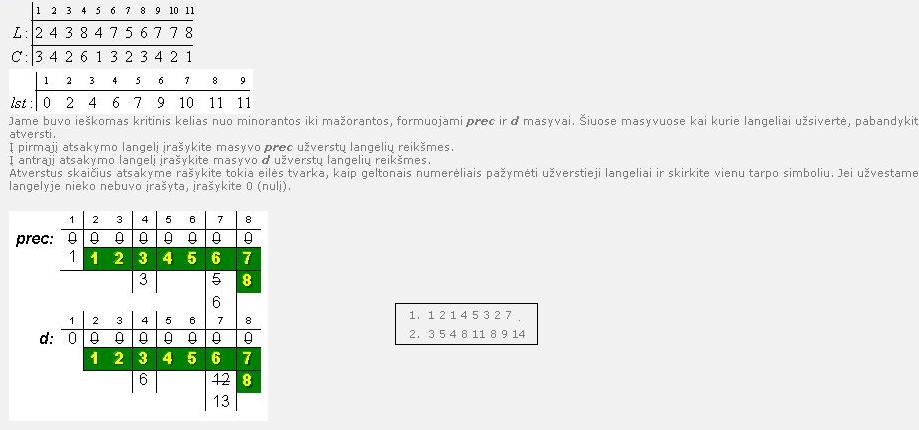 1 2 3 4 5 6 7 8 9 10 11
L: 2 4 3 8 4 7 5 6 7 7 8
C: 3 4 2 6 1 3 2 3 4 2 1
1 2 3 4 5 6 7 8 9
lst: 0 2 4 6 7 9 10 11 11
Jame buvo ieškomas kritinis kelias nuo minorantos iki mažorantos, formuojami prec ir d masyvai. Šiuose masyvuose kai kurie langeliai užsivertė, pabandykit
atversti.
Į pirmąjį atsakymo langelį įrašykite masyvo prec užverstų langelių reikšmes.
Į antrąjį atsakymo langelį įrašykite masyvo d užverstų langelių reikšmes.
Atverstus skaičius atsakyme rašykite tokia eilės tvarka, kaip geltonais numerėliais pažymėti užverstieji langeliai ir skirkite vienu tarpo simboliu. Jei užvestame
langelyje nieko nebuvo įrašyta, įrašykite 0 (nulį).
1 2 3 4 5 6 7 8
prec: 0 0 0 0 0 0 0 0
1 1 2 3 4 5 6 7
3 5 8
6
1 2 3 4 5 6 7 8
d: 0 0 0 0 0 0 0 0
1 2 3 4 5 6 7
6 12 8
13
1. 1 2 1 4 5 3 2 7 .
2. 3 5 4 8 11 8 9 14